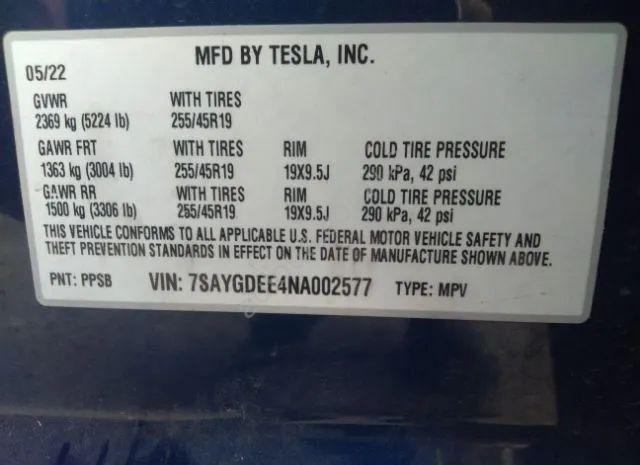 MFD BY TESLA, INC.
05/22
GVWR WITH TIRES
2369 kg (5224 lb) 255/45R19
GAWR FRT WITH TIRES RIM COLD TIRE PRESSURE
1363 kg (3004 lb) 255/45R19 19X9.5J 290 kPa, 42 psi
GAWR RR WITH TIRES RIM COLD TIRE PRESSURE
1500 kg (3306 lb) 255/45R19 19X9.5J 290 kPa, 42 psi
THIS VEHICLE CONFORMS TO ALL APPLICABLE U.S. FEDERAL MOTOR VEHICLE SAFETY AND
THEFT PREVENTION STANDARDS IN EFFECT ON THE DATE OF MANUFACTURE SHOWN ABOVE.
PNT: PPSB VIN: 7SAYGDEE4NA002577 TYPE: MPV